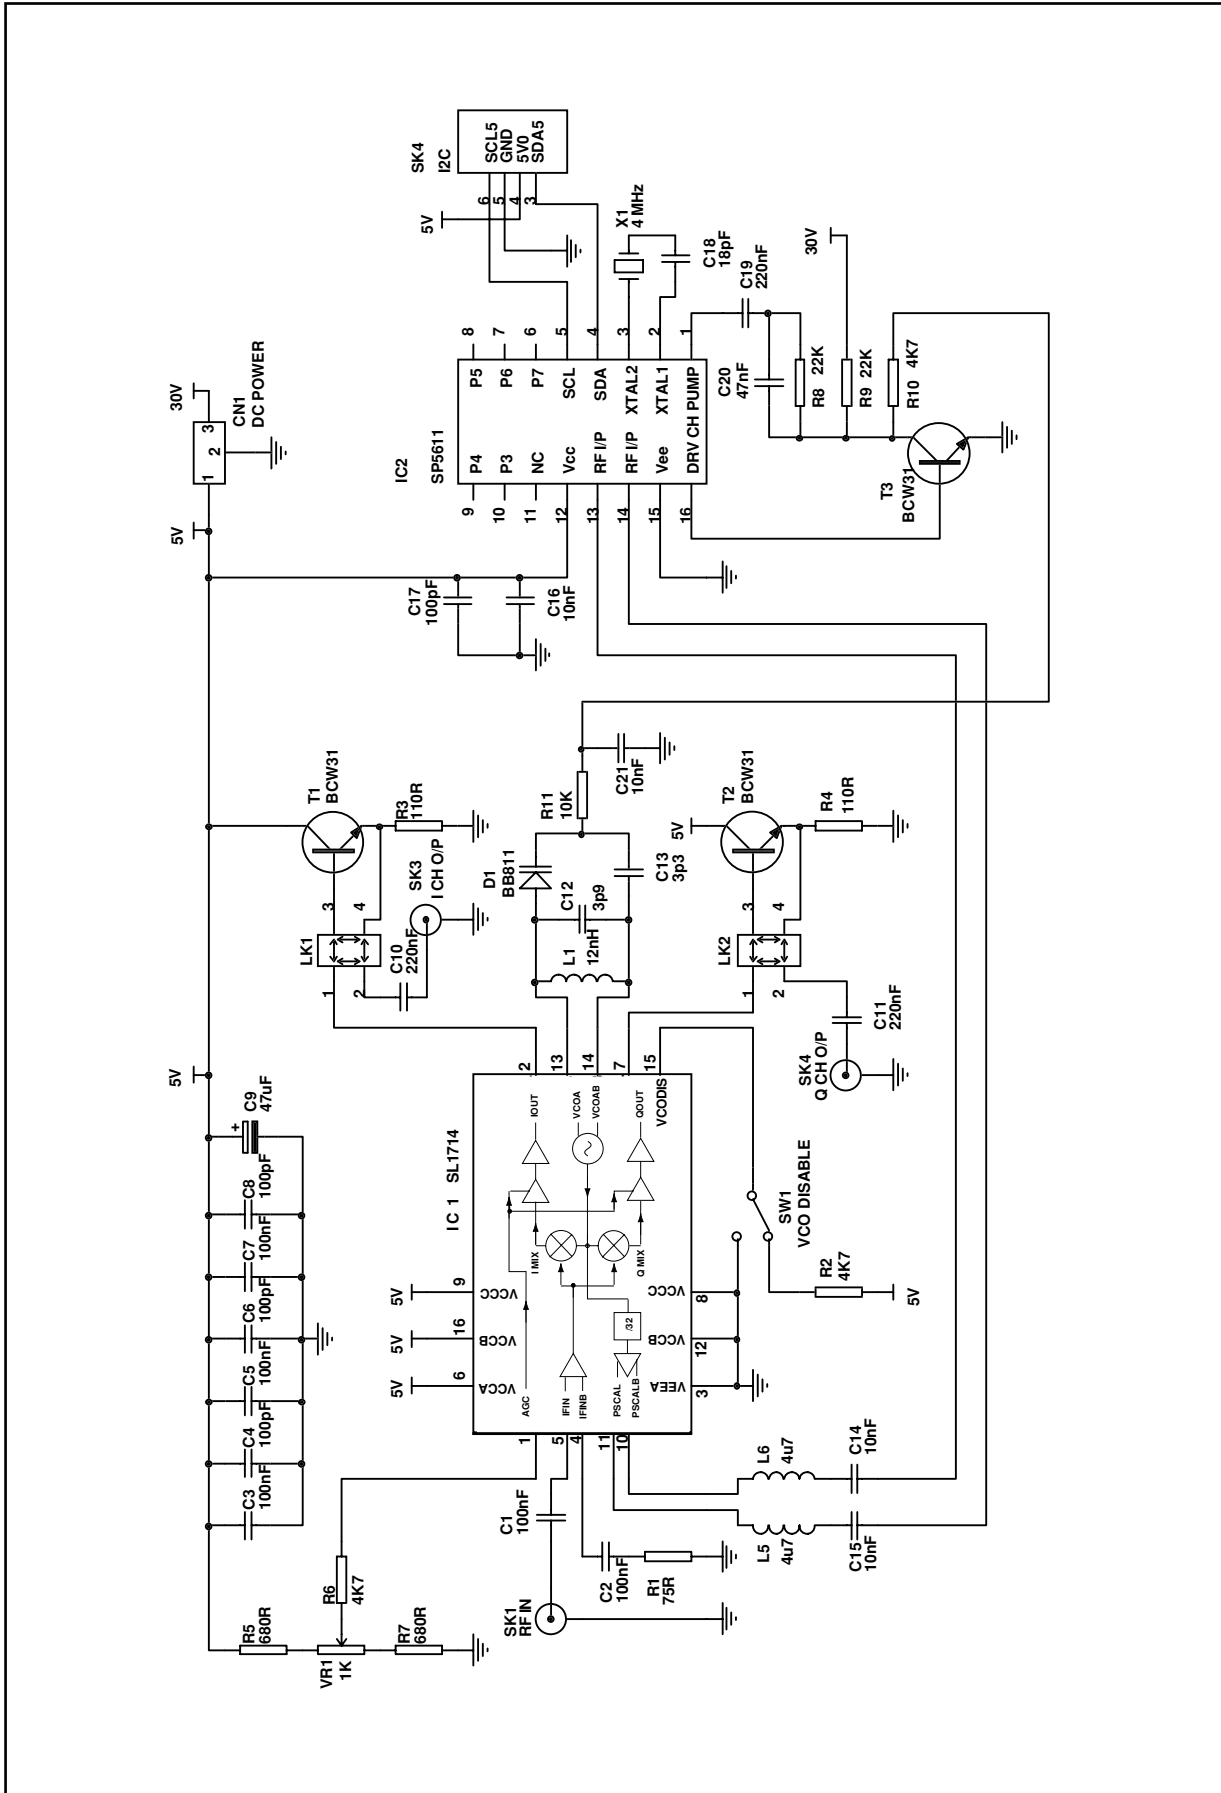 5V
C3
100nF
C4
100pF
C5
100nF
C6
100pF
C7
100nF
C8
100pF
C9
47uF
+
5V
30V
1
2
3
CN1
DC POWER
R5
680R
VR1
1K
R7
680R
R6
4K7
5V
5V
5V
6
16
9
VCCA
VCCB
VCCC
IC 1 SL1714
AGC
IFIN
IFINB
PSCAL
PSCALB
/32
I MIX
Q MIX
IOUT
VCOA
VCOAB
QOUT
VCODIS
VEEA
VCCB
VCCC
3
12
8
1
5
4
11
10
2
13
14
7
15
C1
100nF
SK1
RF IN
C2
100nF
R1
75R
L5
4u7
L6
4u7
C15
10nF
C14
10nF
SW1
VCO DISABLE
R2
4K7
5V
LK1
1
2
3
4
T1
BCW31
R3
110R
C10
220nF
SK3
I CH O/P
L1
12nH
C12
3p9
D1
BB811
C13
3p3
R11
10K
C21
10nF
LK2
1
2
3
4
5V
T2
BCW31
R4
110R
C11
220nF
SK4
Q CH O/P
C17
100pF
C16
10nF
IC2
SP5611
9
10
11
12
13
14
15
16
P4
P3
NC
Vcc
RF I/P
RF I/P
Vee
DRV CH PUMP
P5
P6
P7
SCL
SDA
XTAL2
XTAL1
8
7
6
5
4
3
2
1
5V
SK4
I2C
6
5
4
3
SCL5
GND
5V0
SDA5
X1
4 MHz
C18
18pF
C19
220nF
C20
47nF
R8 22K
R9 22K
R10 4K7
30V
T3
BCW31